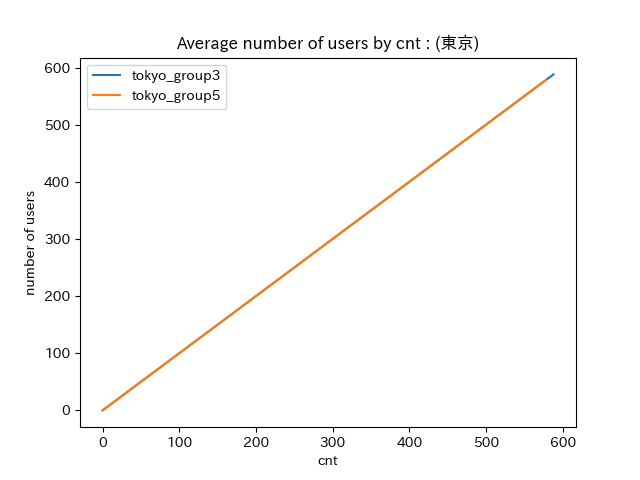 Average number of users by cnt : (東京)
tokyo_group3
tokyo_group5
600
500
400
300
200
100
0
number of users
0 100 200 300 400 500 600
cnt